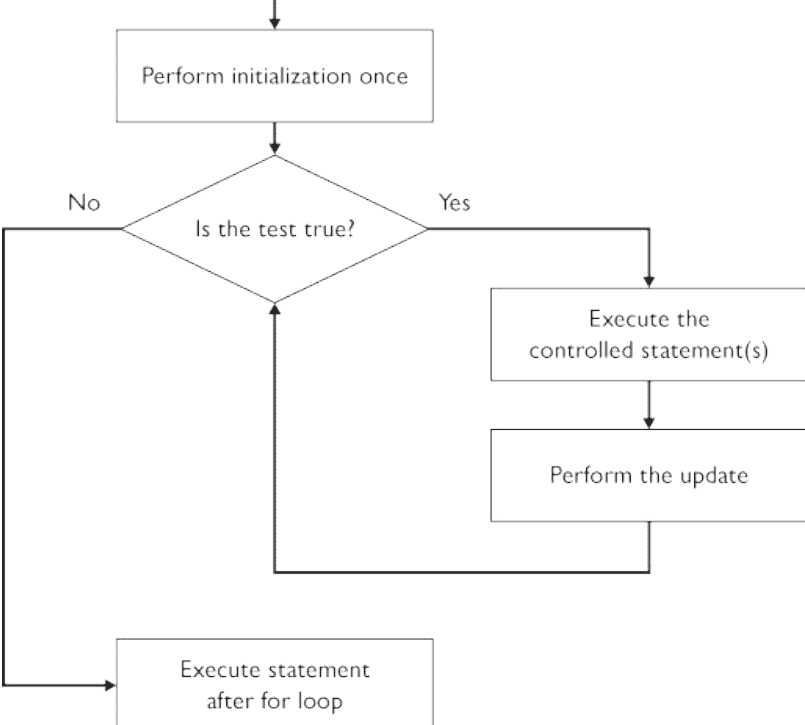 Perform initialization once
No
Yes
Is the test true?
Execute the
controlled statement(s)
Perform the update
Execute statement
after for loop